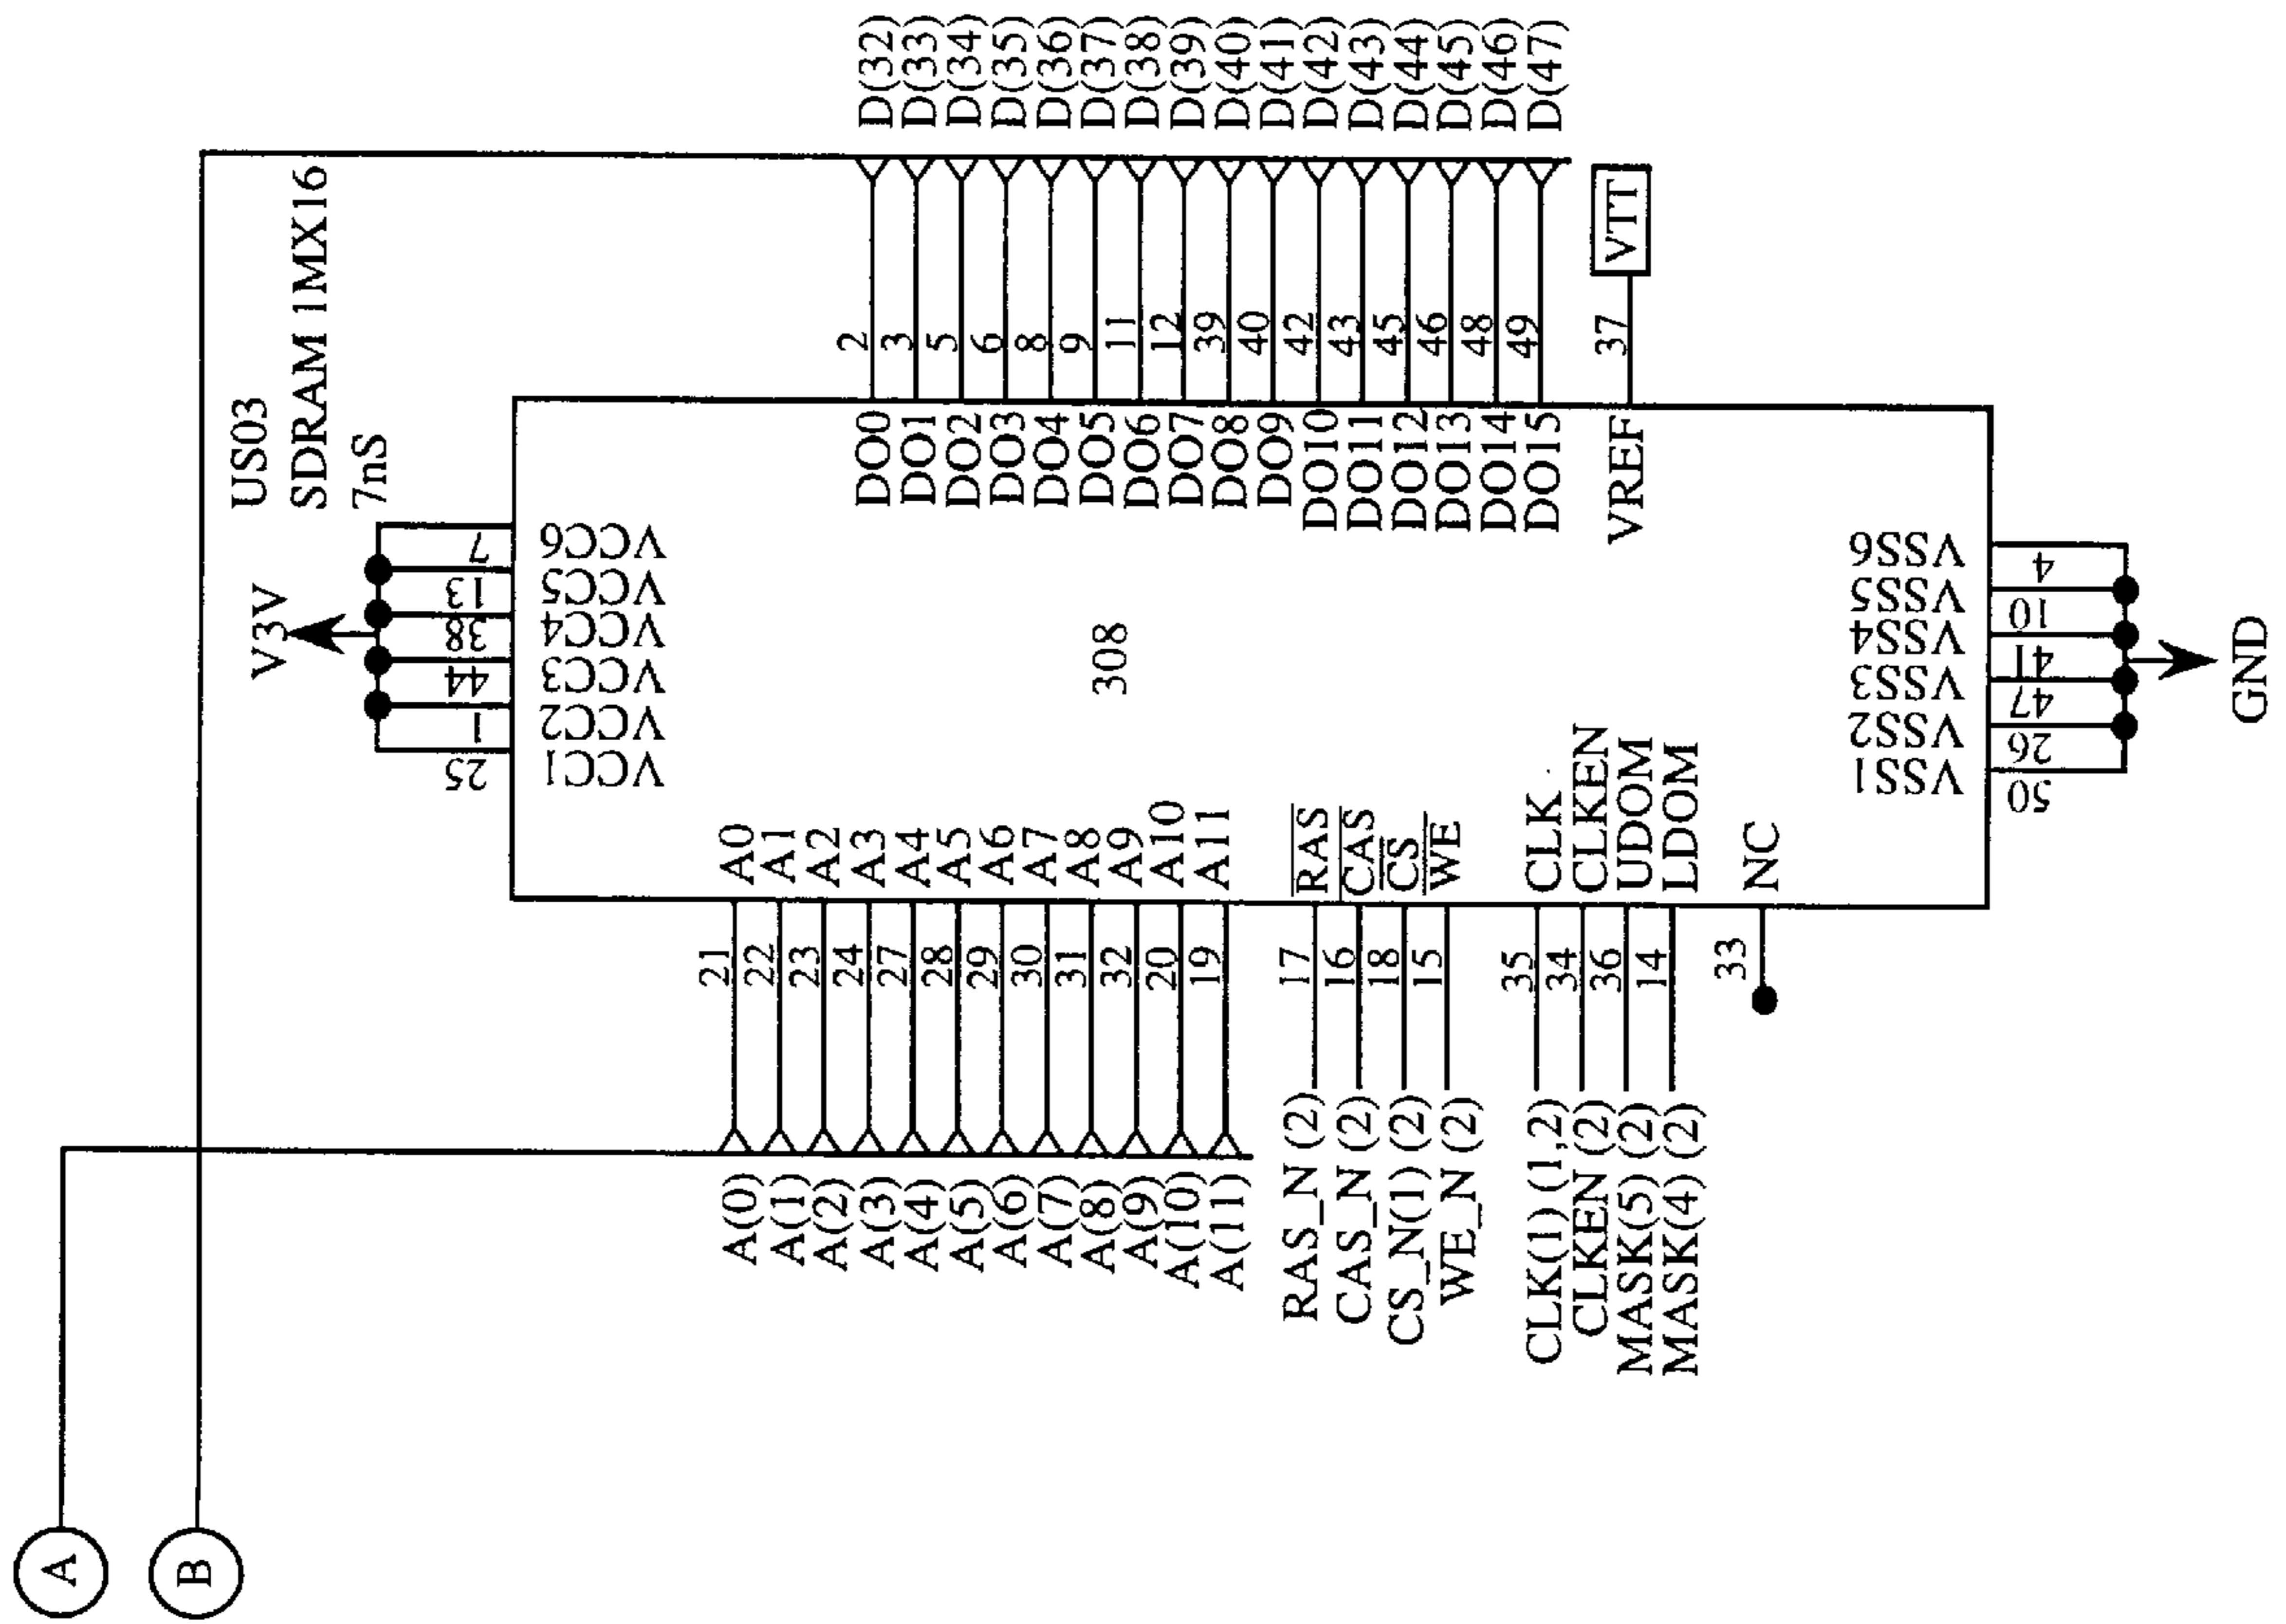 A
B
US03
SDRAM 1MX16
7nS
V3V
25
1
44
38
13
7
VCC1
VCC2
VCC3
VCC4
VCC5
VCC6
A(0) 21 A0
A(1) 22 A1
A(2) 23 A2
A(3) 24 A3
A(4) 27 A4
A(5) 28 A5
A(6) 29 A6
A(7) 30 A7
A(8) 31 A8
A(9) 32 A9
A(10) 20 A10
A(11) 19 A11
RAS_N (2) 17 RAS
CAS_N (2) 16 CAS
CS_N(1) (2) 18 CS
WE_N (2) 15 WE
CLK(1) (1,2) 35 CLK
CLKEN (2) 34 CLKEN
MASK(5) (2) 36 UDOM
MASK(4) (2) 14 LDOM
33 NC
308
DO0 2 D(32)
DO1 3 D(33)
DO2 5 D(34)
DO3 6 D(35)
DO4 8 D(36)
DO5 9 D(37)
DO6 11 D(38)
DO7 12 D(39)
DO8 39 D(40)
DO9 40 D(41)
DO10 42 D(42)
DO11 43 D(43)
DO12 45 D(44)
DO13 46 D(45)
DO14 48 D(46)
DO15 49 D(47)
VREF 37 VTT
VSS1
VSS2
VSS3
VSS4
VSS5
VSS6
50
26
47
41
10
4
GND